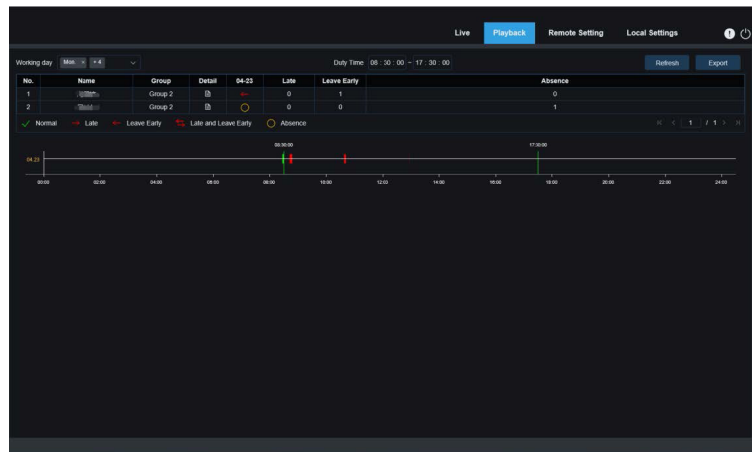 Live Playback Remote Setting Local Settings
Working day Mon. × + 4 Duty Time 08 : 30 : 00 ~ 17 : 30 : 00 Refresh Export
No. Name Group Detail 04-23 Late Leave Early Absence
1 Group 2 0 1 0
2 Group 2 0 0 1
Normal Late Leave Early Late and Leave Early Absence 1 / 1
08:30:00 17:30:00
04.23
00:00 02:00 04:00 06:00 08:00 10:00 12:00 14:00 16:00 18:00 20:00 22:00 24:00